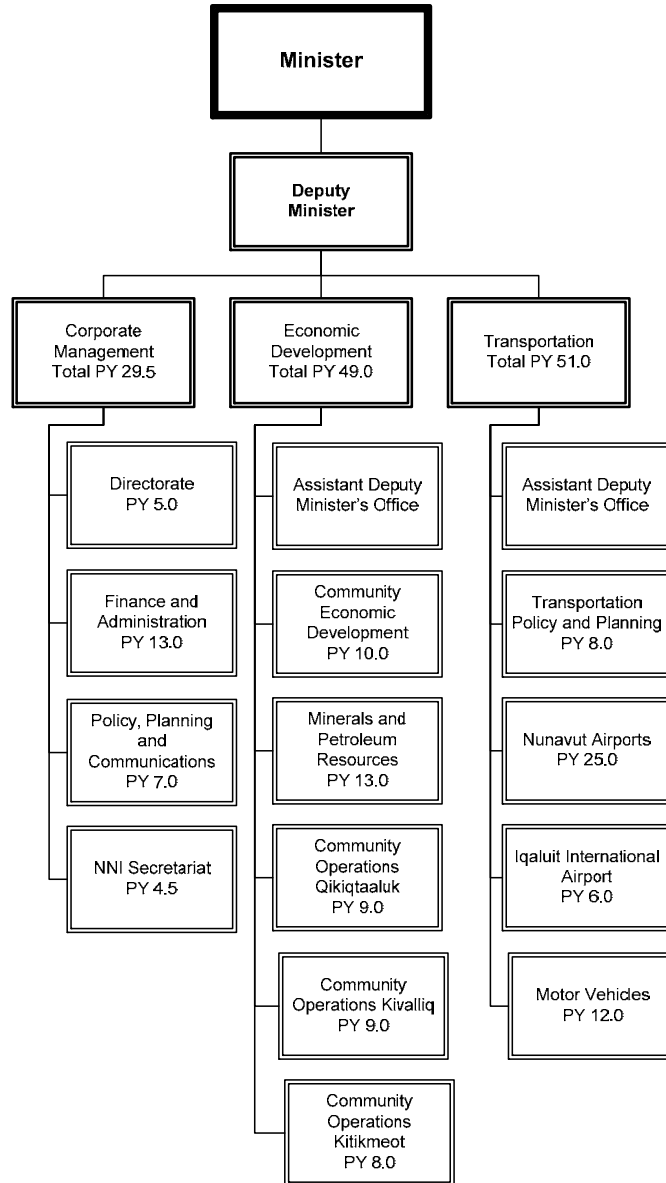 Minister
Deputy
Minister
Corporate
Management
Total PY 29.5
Economic
Development
Total PY 49.0
Transportation
Total PY 51.0
Directorate
PY 5.0
Finance and
Administration
PY 13.0
Policy, Planning
and
Communications
PY 7.0
NNI Secretariat
PY 4.5
Assistant Deputy
Minister's Office
Community
Economic
Development
PY 10.0
Minerals and
Petroleum
Resources
PY 13.0
Community
Operations
Qikiqtaaluk
PY 9.0
Community
Operations Kivalliq
PY 9.0
Community
Operations
Kitikmeot
PY 8.0
Assistant Deputy
Minister's Office
Transportation
Policy and Planning
PY 8.0
Nunavut Airports
PY 25.0
Iqaluit International
Airport
PY 6.0
Motor Vehicles
PY 12.0